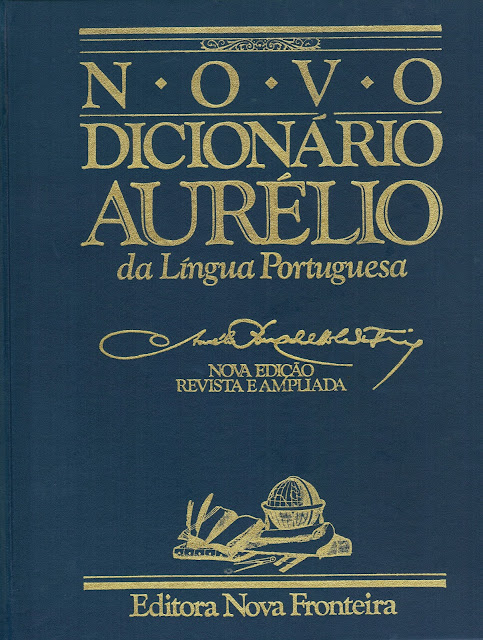 N·O·V·O
DICIONÁRIO
AURÉLIO
da Língua Portuguesa
NOVA EDIÇÃO
REVISTA E AMPLIADA
Editora Nova Fronteira